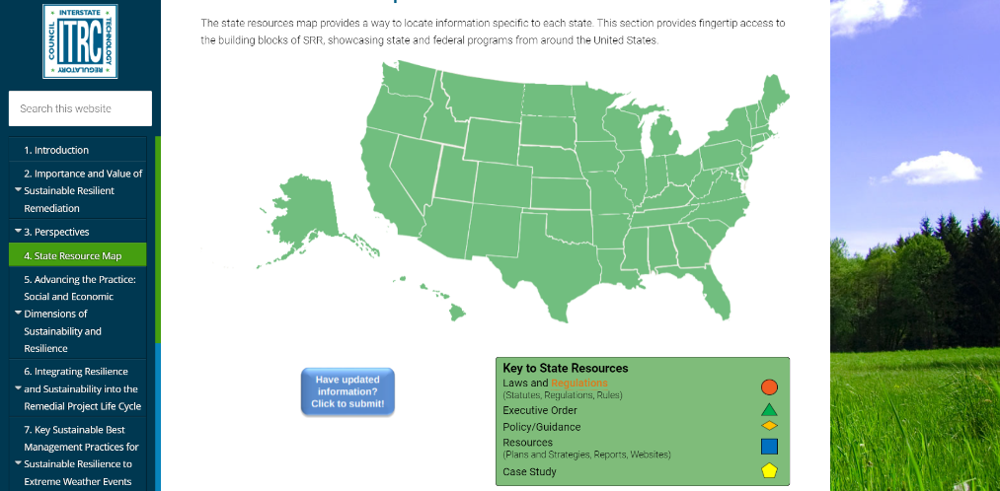 INTERSTATE
COUNCIL
ITRC
TECHNOLOGY
REGULATORY
Search this website
1. Introduction
2. Importance and Value of
Sustainable Resilient
Remediation
3. Perspectives
4. State Resource Map
5. Advancing the Practice:
Social and Economic
Dimensions of
Sustainability and
Resilience
6. Integrating Resilience
and Sustainability into the
Remedial Project Life Cycle
7. Key Sustainable Best
Management Practices for
Sustainable Resilience to
Extreme Weather Events
The state resources map provides a way to locate information specific to each state. This section provides fingertip access to
the building blocks of SRR, showcasing state and federal programs from around the United States.
Have updated
information?
Click to submit!
Key to State Resources
Laws and Regulations
(Statutes, Regulations, Rules)
Executive Order
Policy/Guidance
Resources
(Plans and Strategies, Reports, Websites)
Case Study